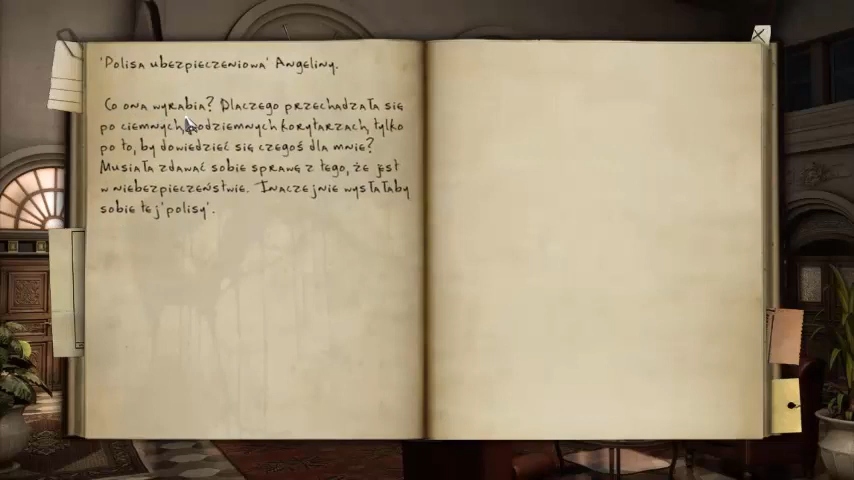 'Polisa ubezpieczeniowa' Angeliny.
Co ona wyrabia? Dlaczego przechadzała się
po ciemnych podziemnych korytarzach, tylko
po to, by dowiedzieć się czegoś dla mnie?
Musiała zdawać sobie sprawę z tego, że jest
w niebezpieczeństwie. Inaczej nie wysłałaby
sobie tej 'polisy'.